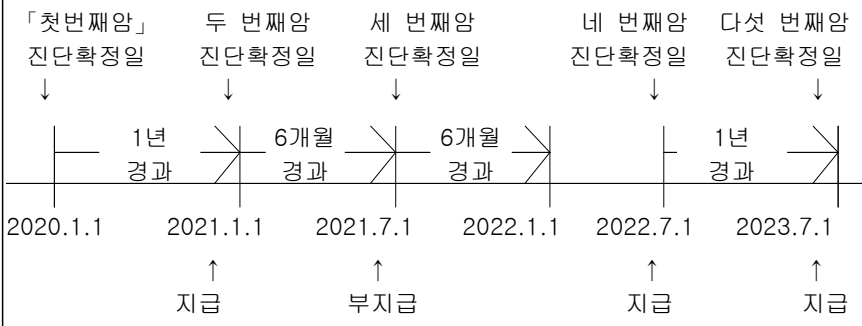 「첫번째암」 두 번째암 세 번째암 네 번째암 다섯 번째암
진단확정일 진단확정일 진단확정일 진단확정일 진단확정일
↓ ↓ ↓ ↓ ↓
1년 6개월 6개월 1년
경과 경과 경과 경과
2020.1.1 2021.1.1 2021.7.1 2022.1.1 2022.7.1 2023.7.1
↑ ↑ ↑ ↑
지급 부지급 지급 지급